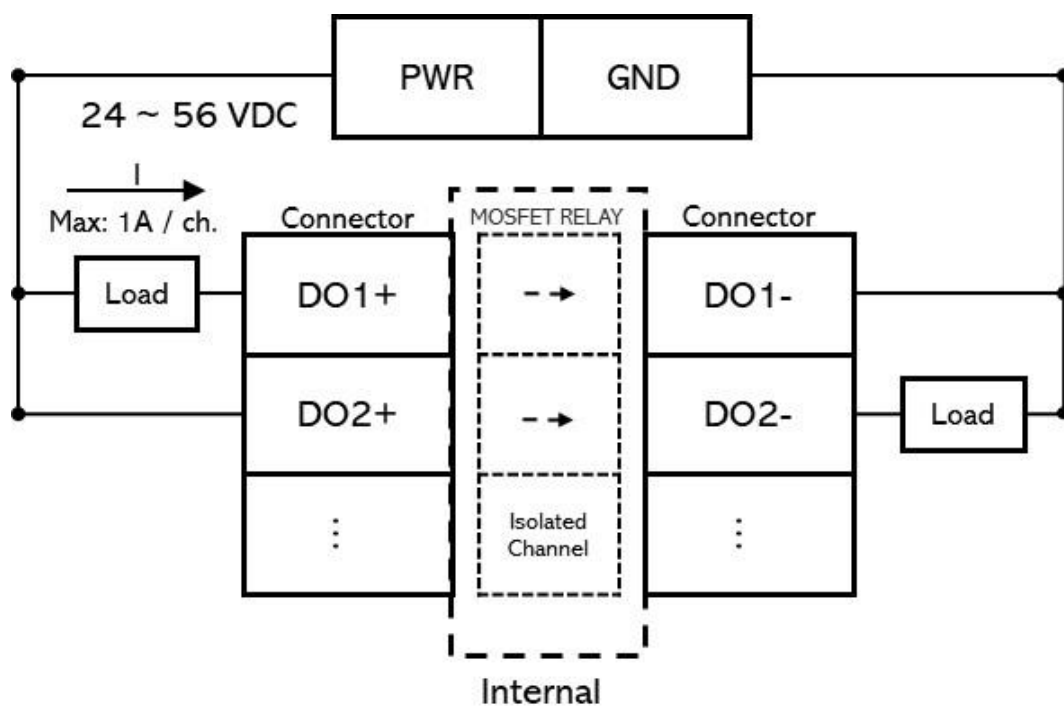 PWR
GND
24 ~ 56 VDC
I
Max: 1A / ch.
Connector
MOSFET RELAY
Connector
Load
DO1+
DO1-
DO2+
DO2-
Load
⋮
Isolated
Channel
⋮
Internal